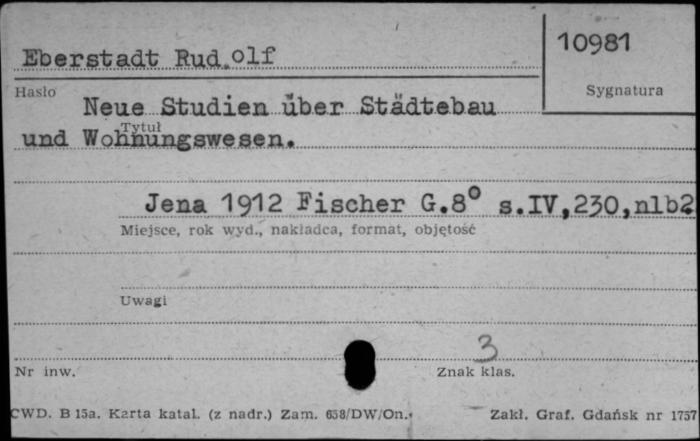 Eberstadt Rud.olf
10981
Hasło
Sygnatura
Neue Studien über Städtebau
Tytuł
und Wohnungswesen.
Jena 1912 Fischer G.8° s.IV,230,nlb2
Miejsce, rok wyd., nakładca, format, objętość
Uwagi
3
Nr inw.
Znak klas.
CWD. B 15a. Karta katal. (z nadr.) Zam. 658/DW/On.
Zakł. Graf. Gdańsk nr 1757